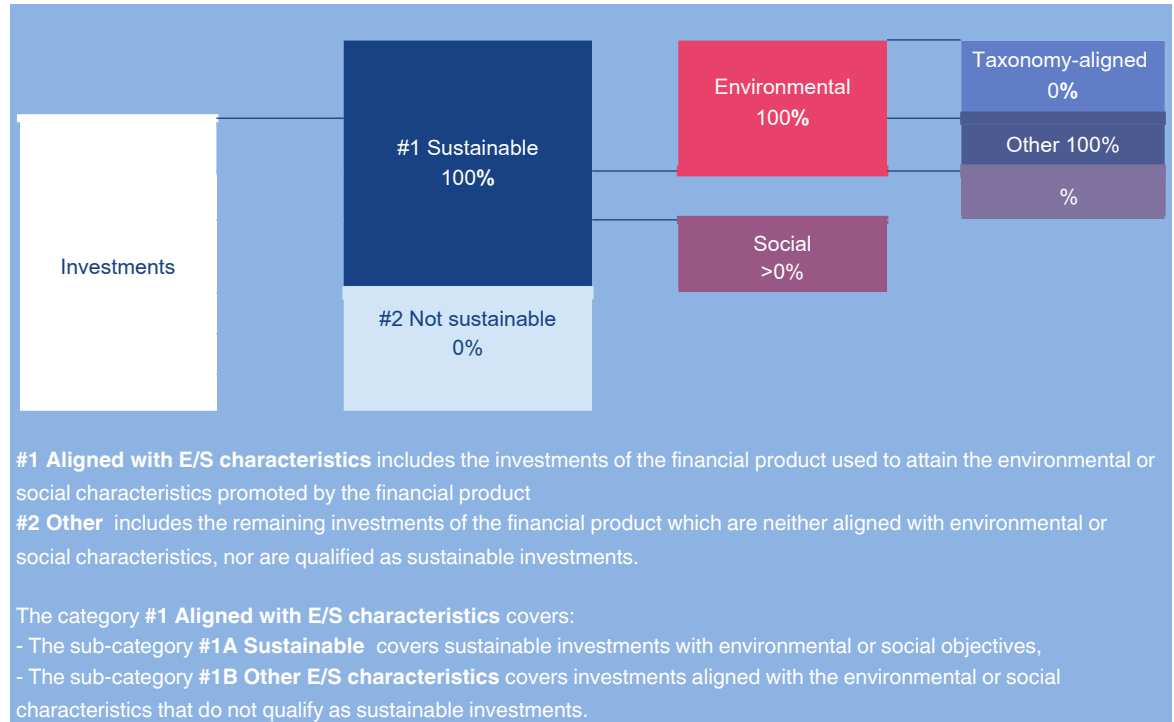 Investments
#1 Sustainable
100%
#2 Not sustainable
0%
Environmental
100%
Social
>0%
Taxonomy-aligned
0%
Other 100%
%
#1 Aligned with E/S characteristics includes the investments of the financial product used to attain the environmental or
social characteristics promoted by the financial product
#2 Other includes the remaining investments of the financial product which are neither aligned with environmental or
social characteristics, nor are qualified as sustainable investments.
The category #1 Aligned with E/S characteristics covers:
- The sub-category #1A Sustainable covers sustainable investments with environmental or social objectives,
- The sub-category #1B Other E/S characteristics covers investments aligned with the environmental or social
characteristics that do not qualify as sustainable investments.